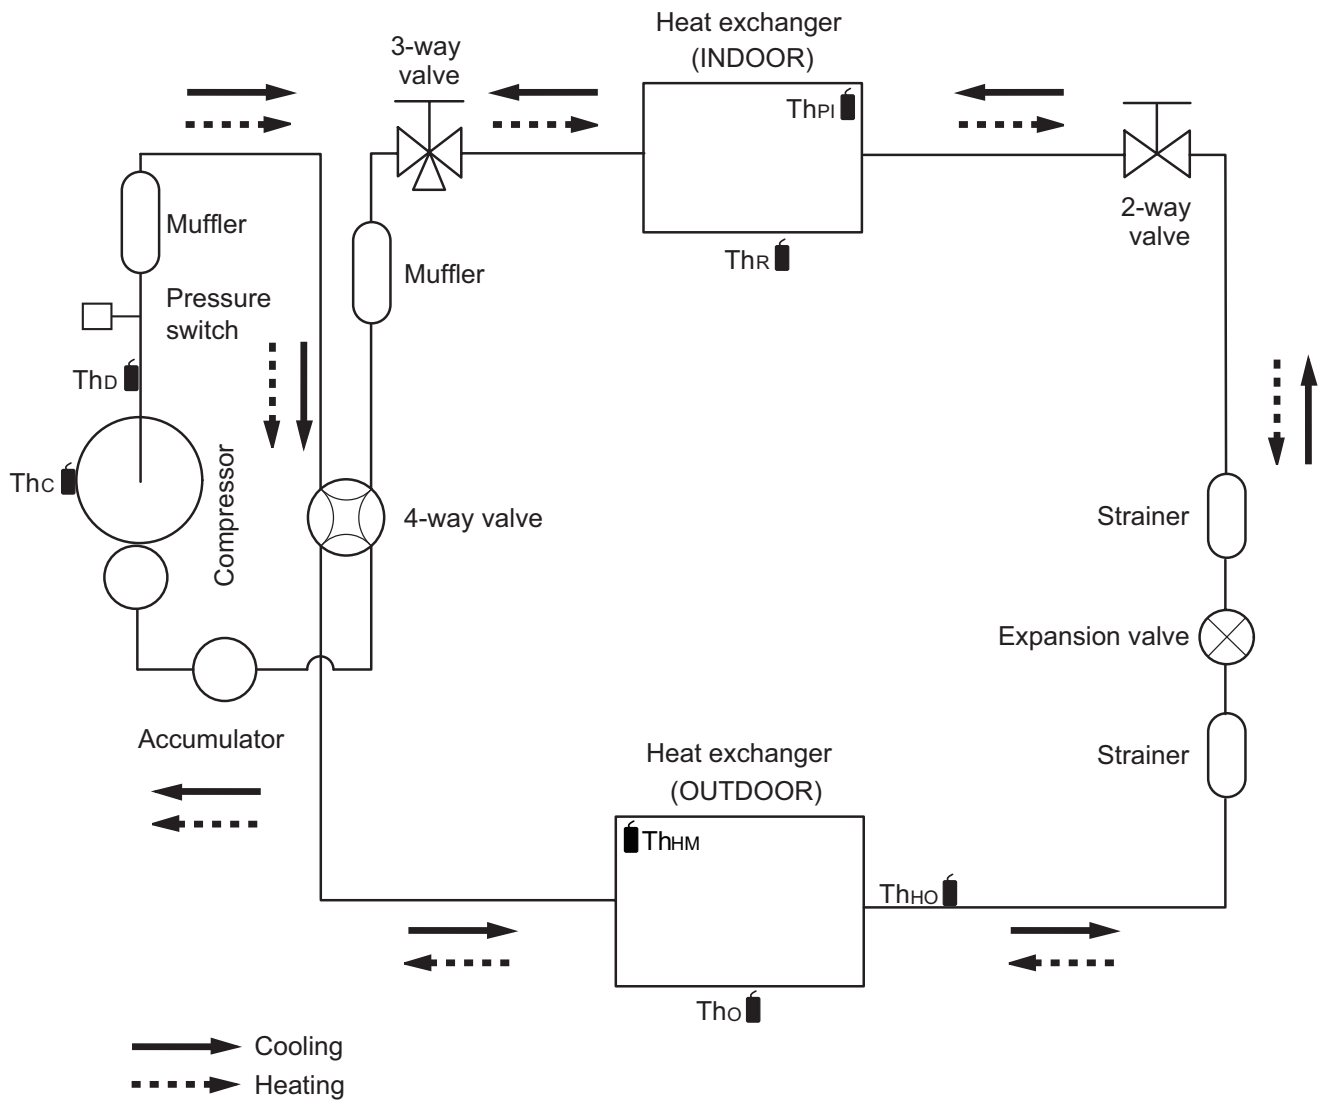 Heat exchanger
(INDOOR)
3-way
valve
ThPI
2-way
valve
Muffler
ThR
Muffler
Pressure
switch
ThD
ThC
Compressor
4-way valve
Strainer
Expansion valve
Accumulator
Strainer
Heat exchanger
(OUTDOOR)
ThHM
ThHO
ThO
Cooling
Heating